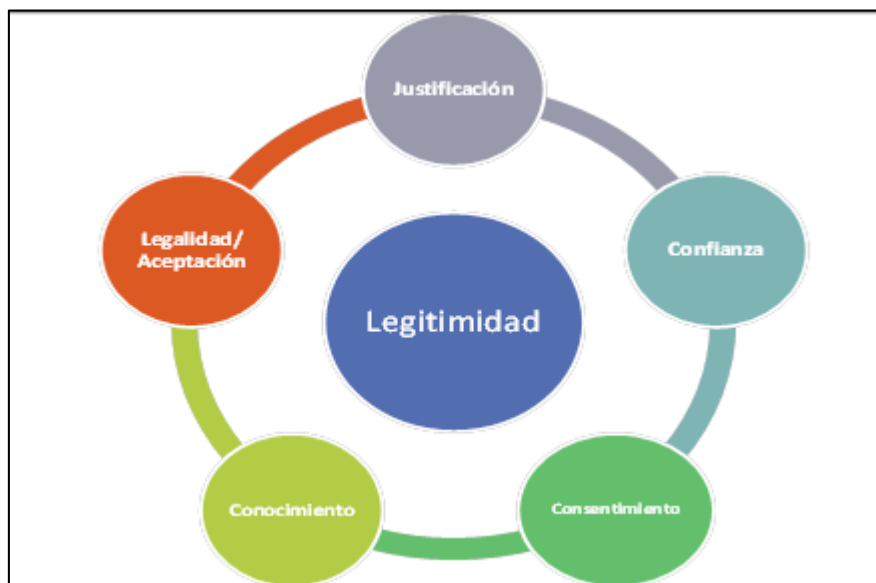 Justificación
Legalidad/
Aceptación
Confianza
Legitimidad
Conocimiento
Consentimiento